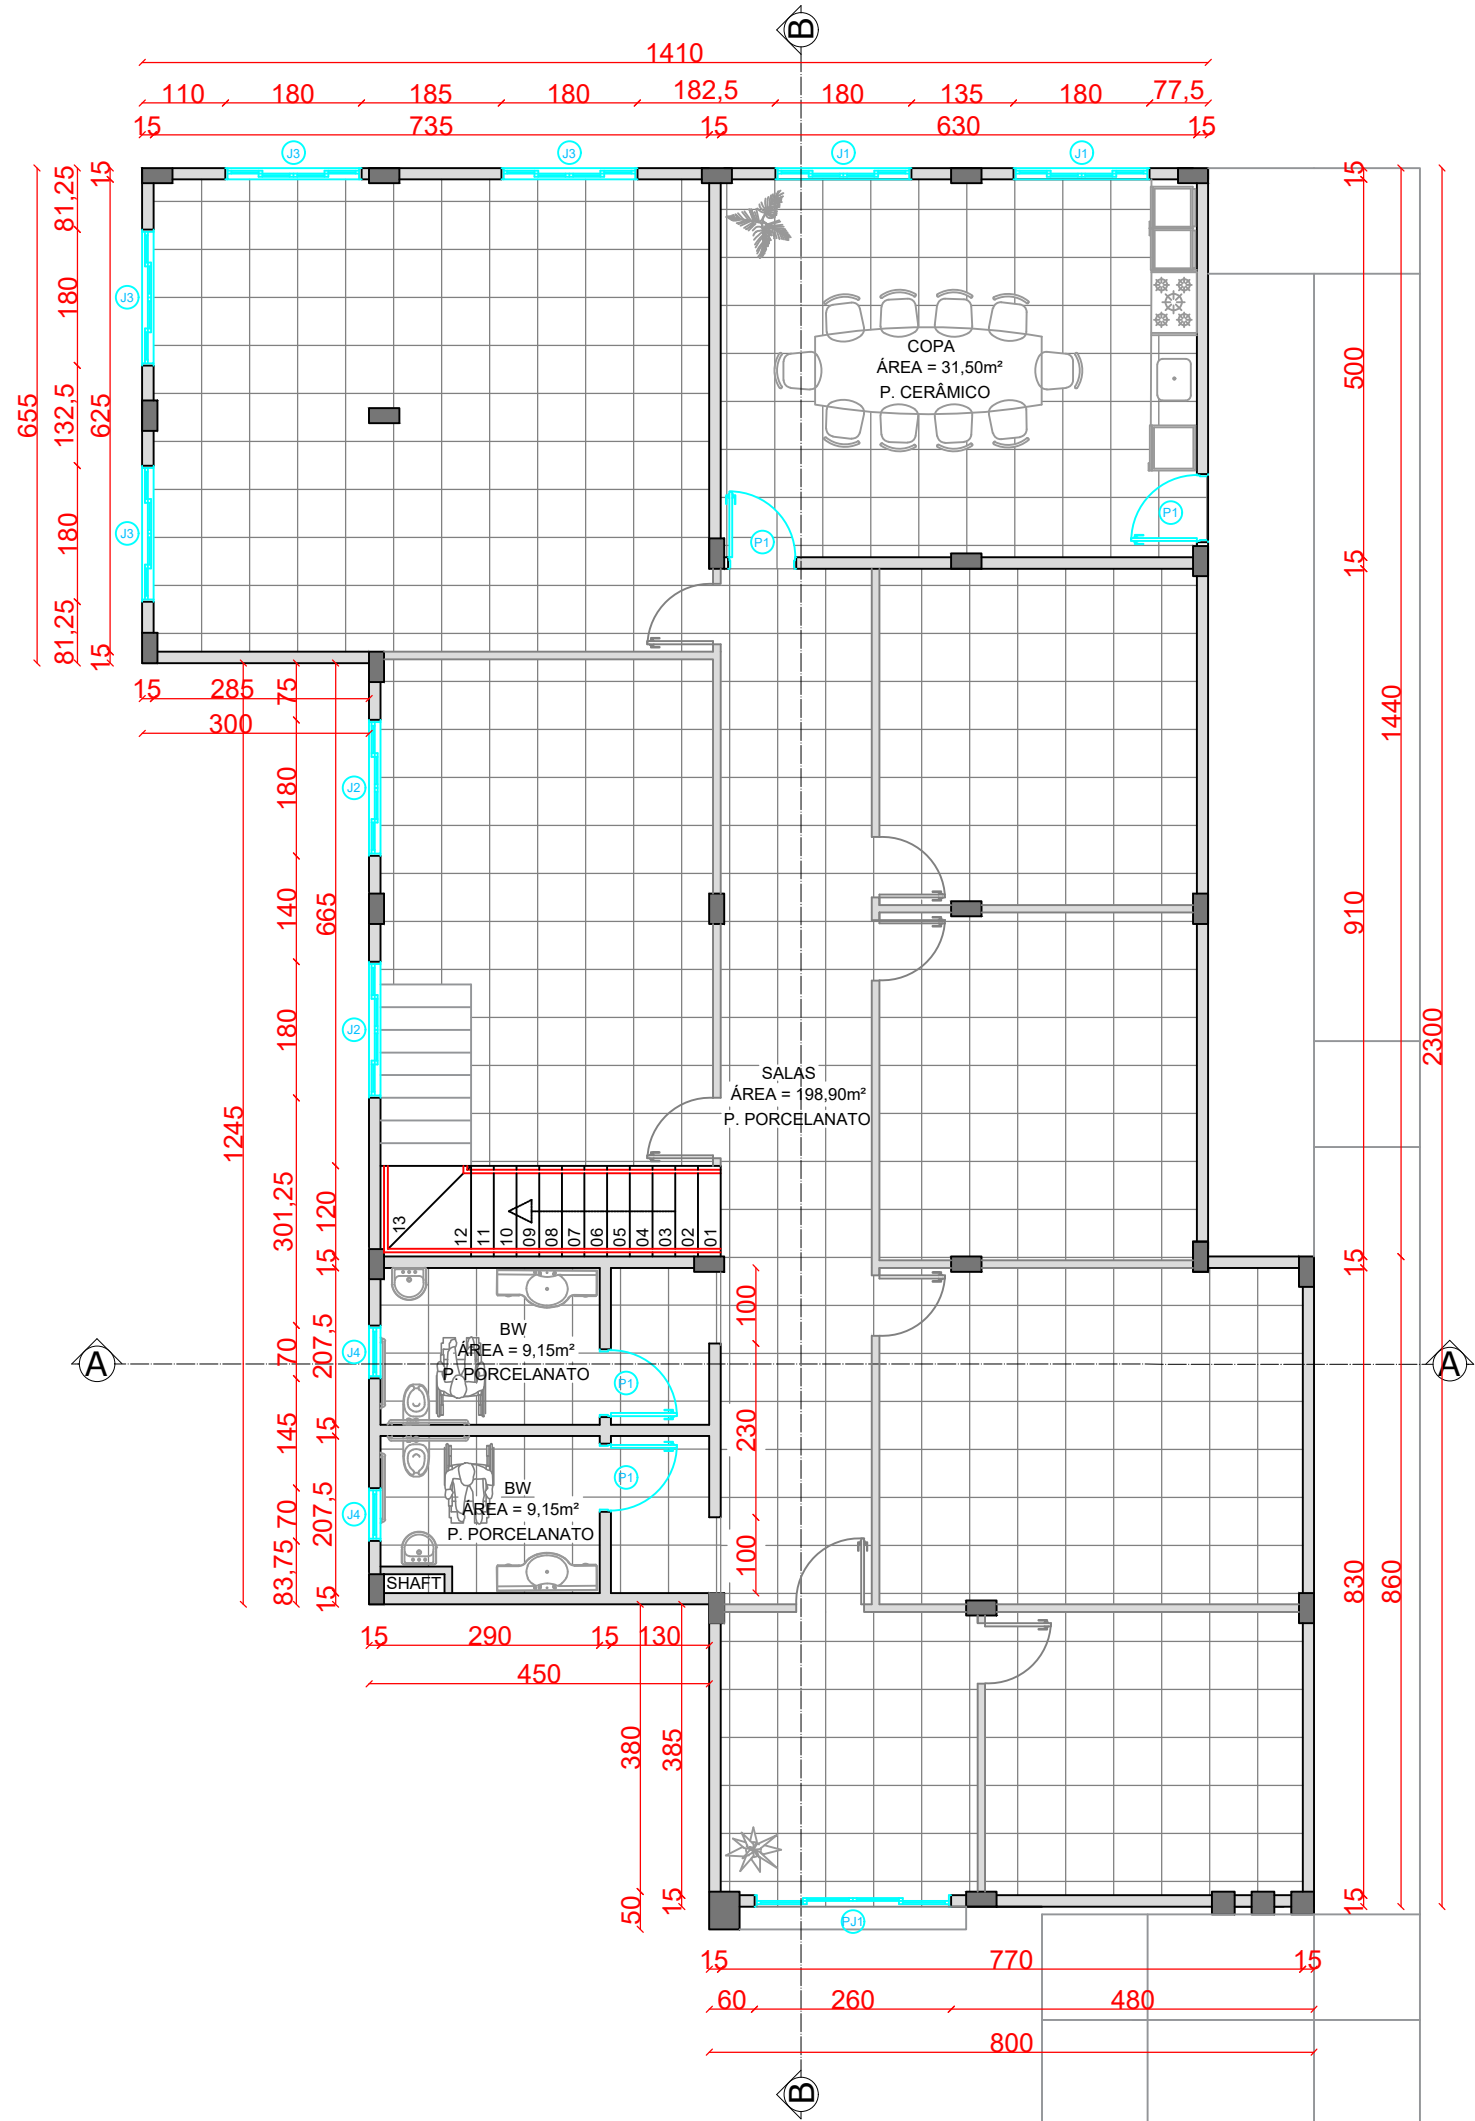 B
1410
110 180 185 180 182,5 180 135 180 77,5
15 735 15 630 15
J3 J3 J1 J1
655
81,25 180 132,5 180 81,25
15 625 15
J3
J3
COPA
ÁREA = 31,50m²
P. CERÂMICO
P1
P1
15 500 15 910 15 830 15
1440 860
2300
15 285
300
1245
75 180 140 180 301,25 70 145 70 83,75
665 120 15 207,5 15 207,5 15
J2
J2
SALAS
ÁREA = 198,90m²
P. PORCELANATO
13 12 11 10 09 08 07 06 05 04 03 02 01
BW
ÁREA = 9,15m²
P. PORCELANATO
J4
P1
A
A
100 230 100
BW
ÁREA = 9,15m²
P. PORCELANATO
J4
P1
SHAFT
15 290 15 130
450
380 50
385 15
PJ1
15 770 15
60 260 480
800
B